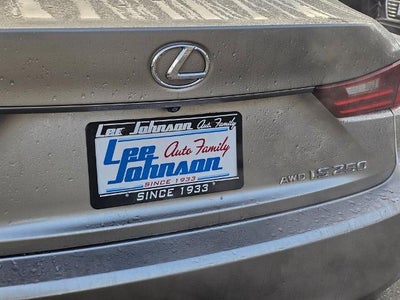 Lee Johnson Auto Family
Lee Auto Family
Johnson
SINCE 1933
SINCE 1933
AWD IS 250